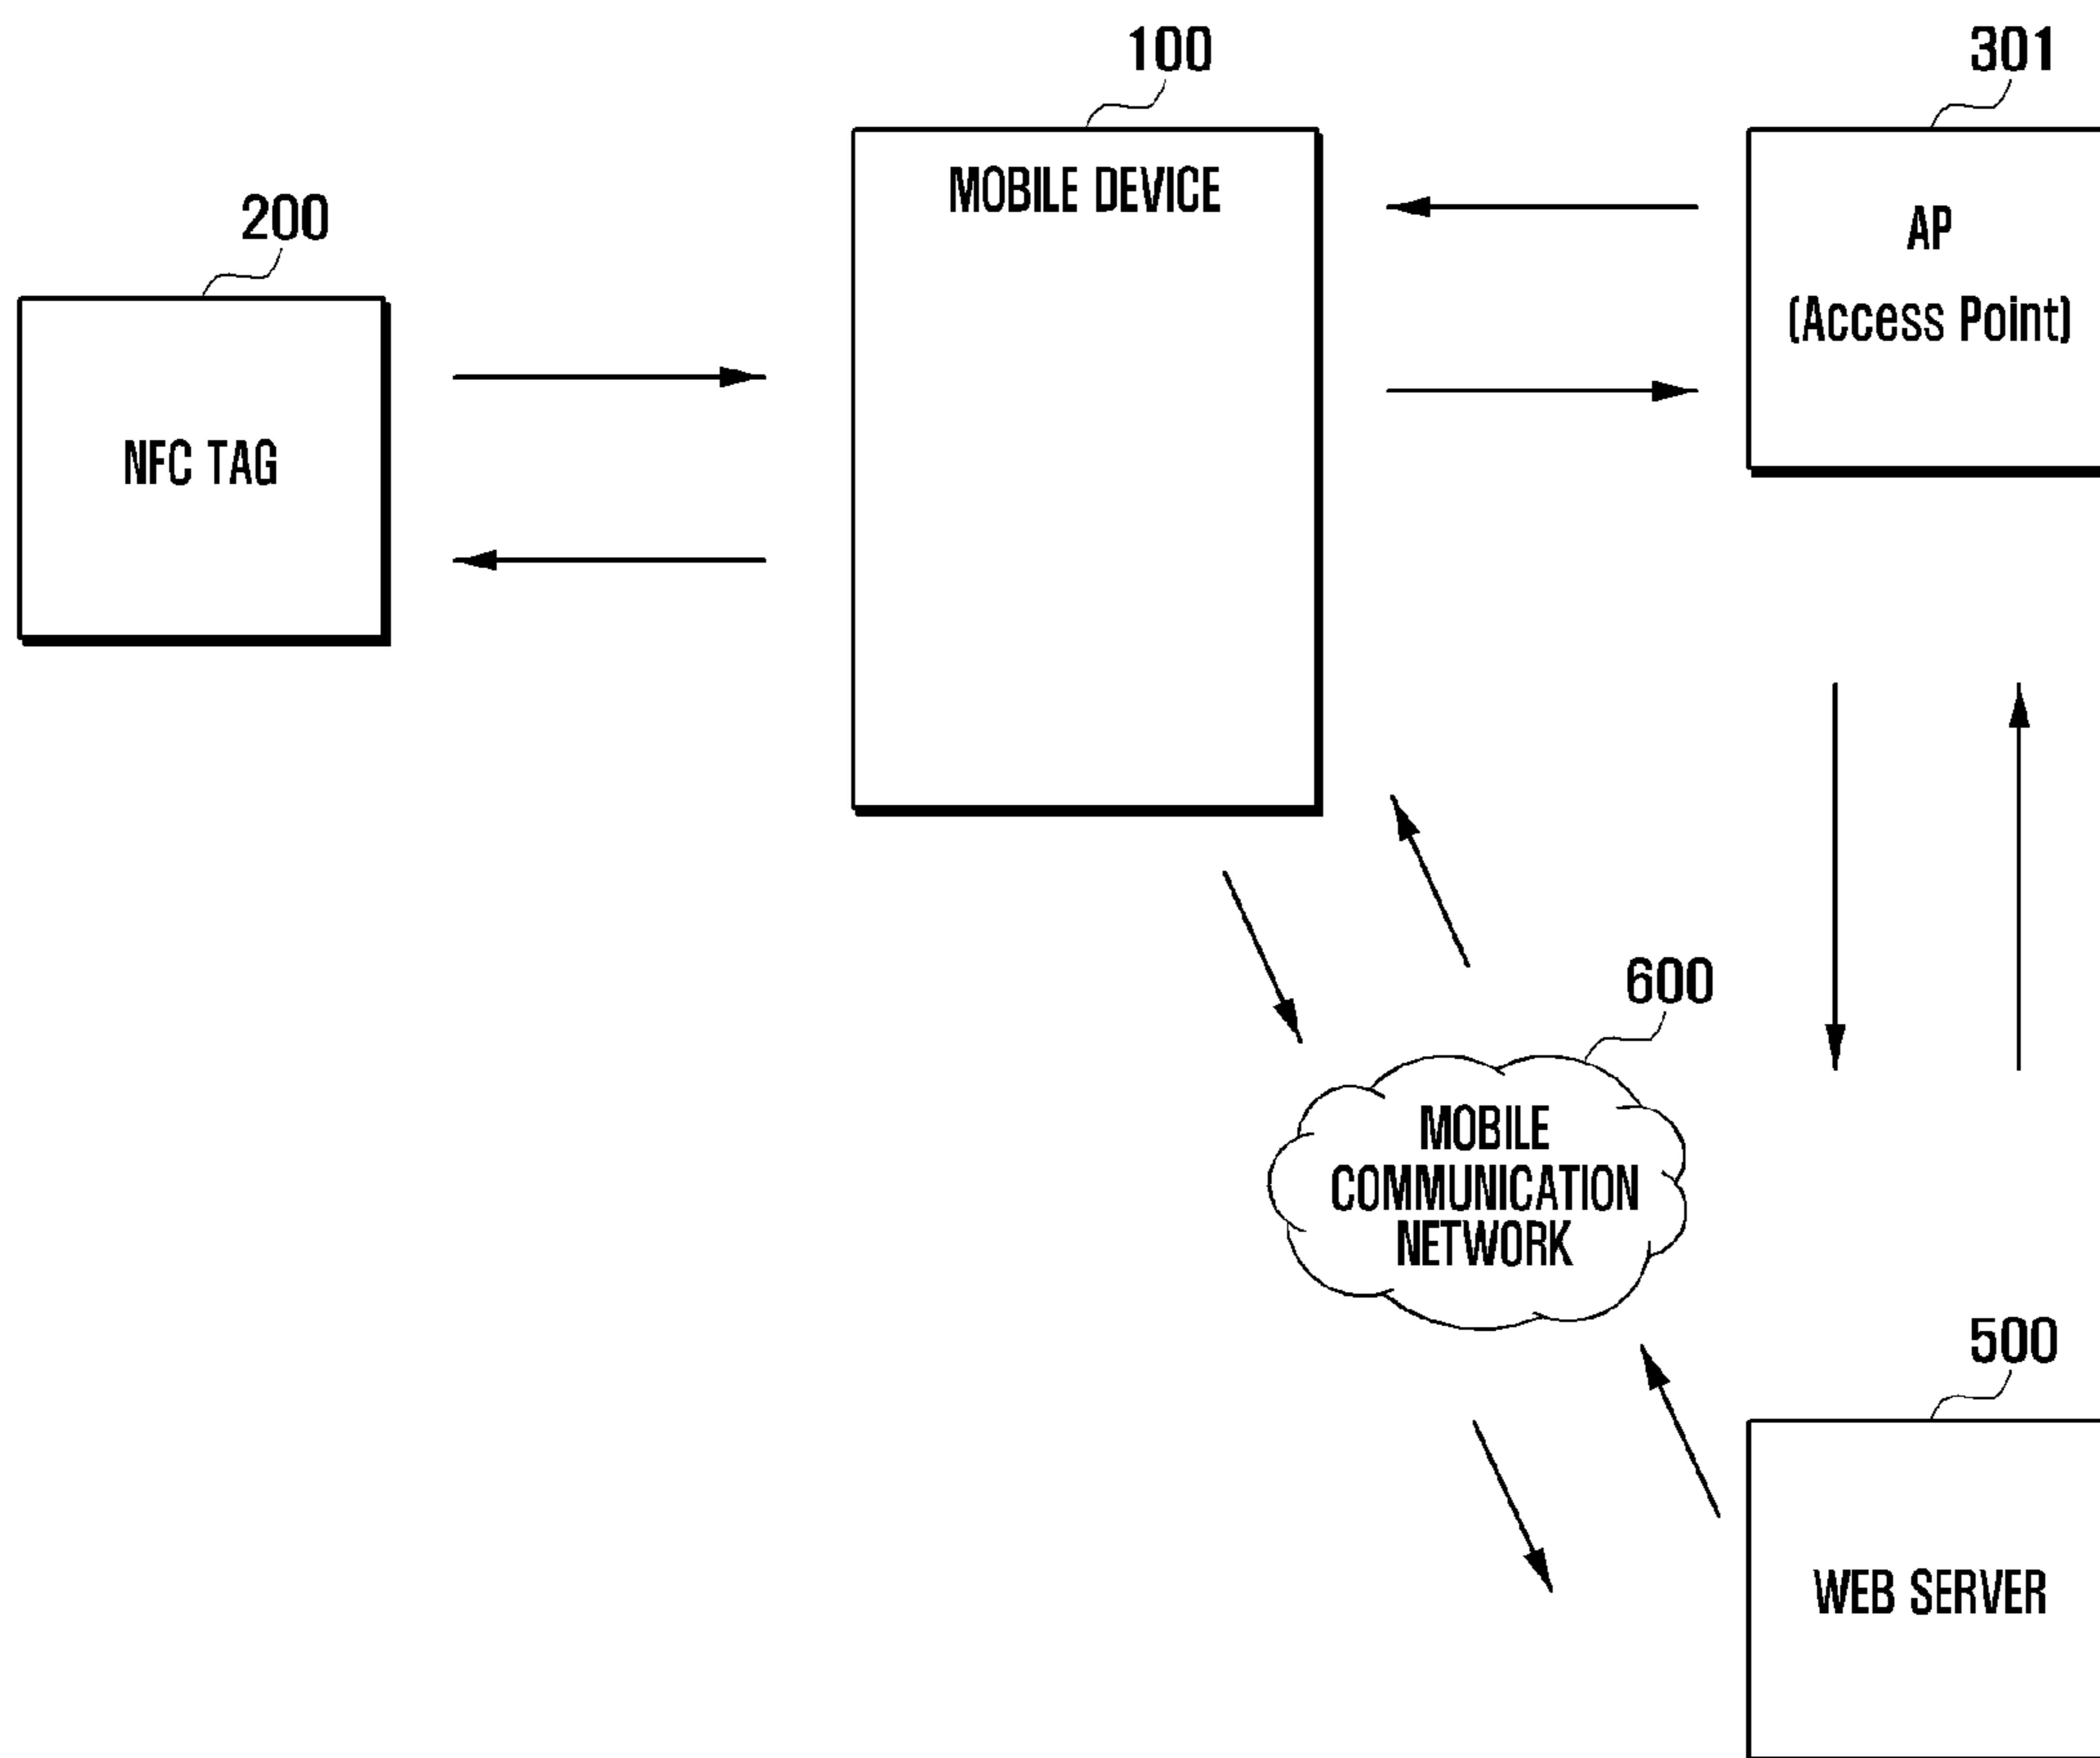 100
301
MOBILE DEVICE
200
AP
(Access Point)
NFC TAG
600
MOBILE
COMMUNICATION
NETWORK
500
WEB SERVER